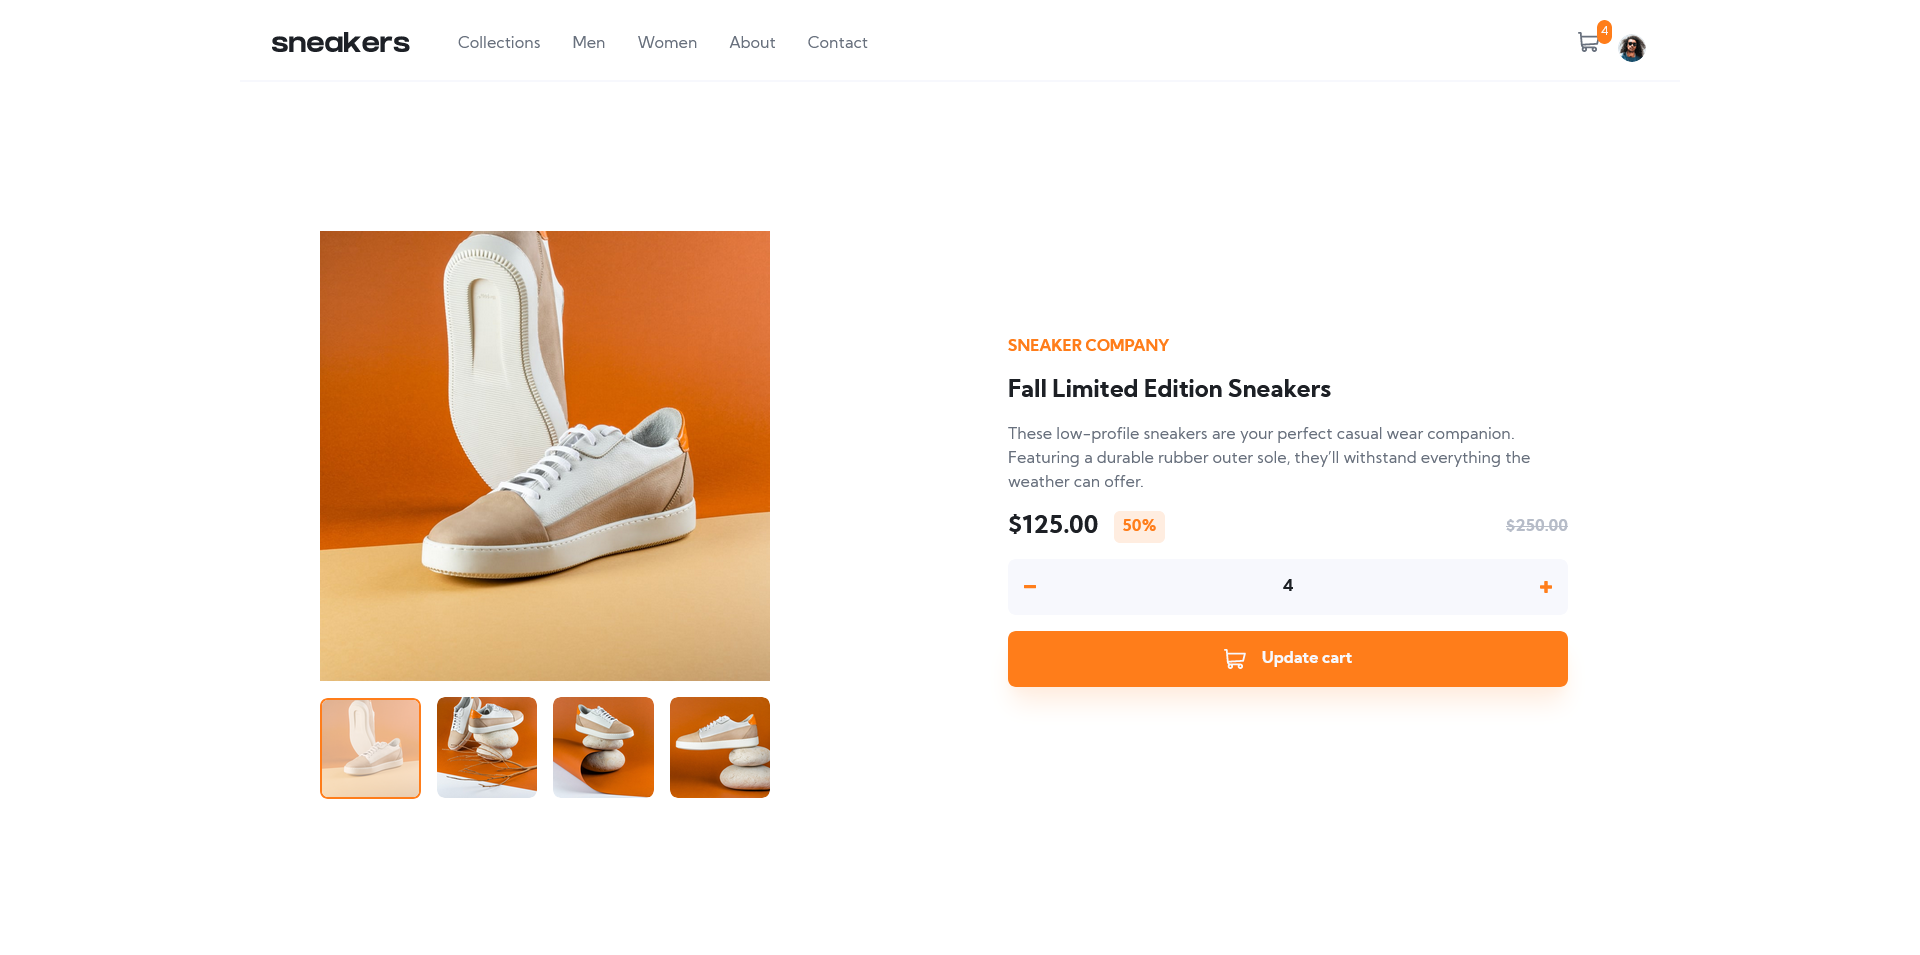 sneakers
Collections
Men
Women
About
Contact
4
SNEAKER COMPANY
Fall Limited Edition Sneakers
These low-profile sneakers are your perfect casual wear companion.
Featuring a durable rubber outer sole, they’ll withstand everything the
weather can offer.
$125.00
50%
$250.00
4
Update cart